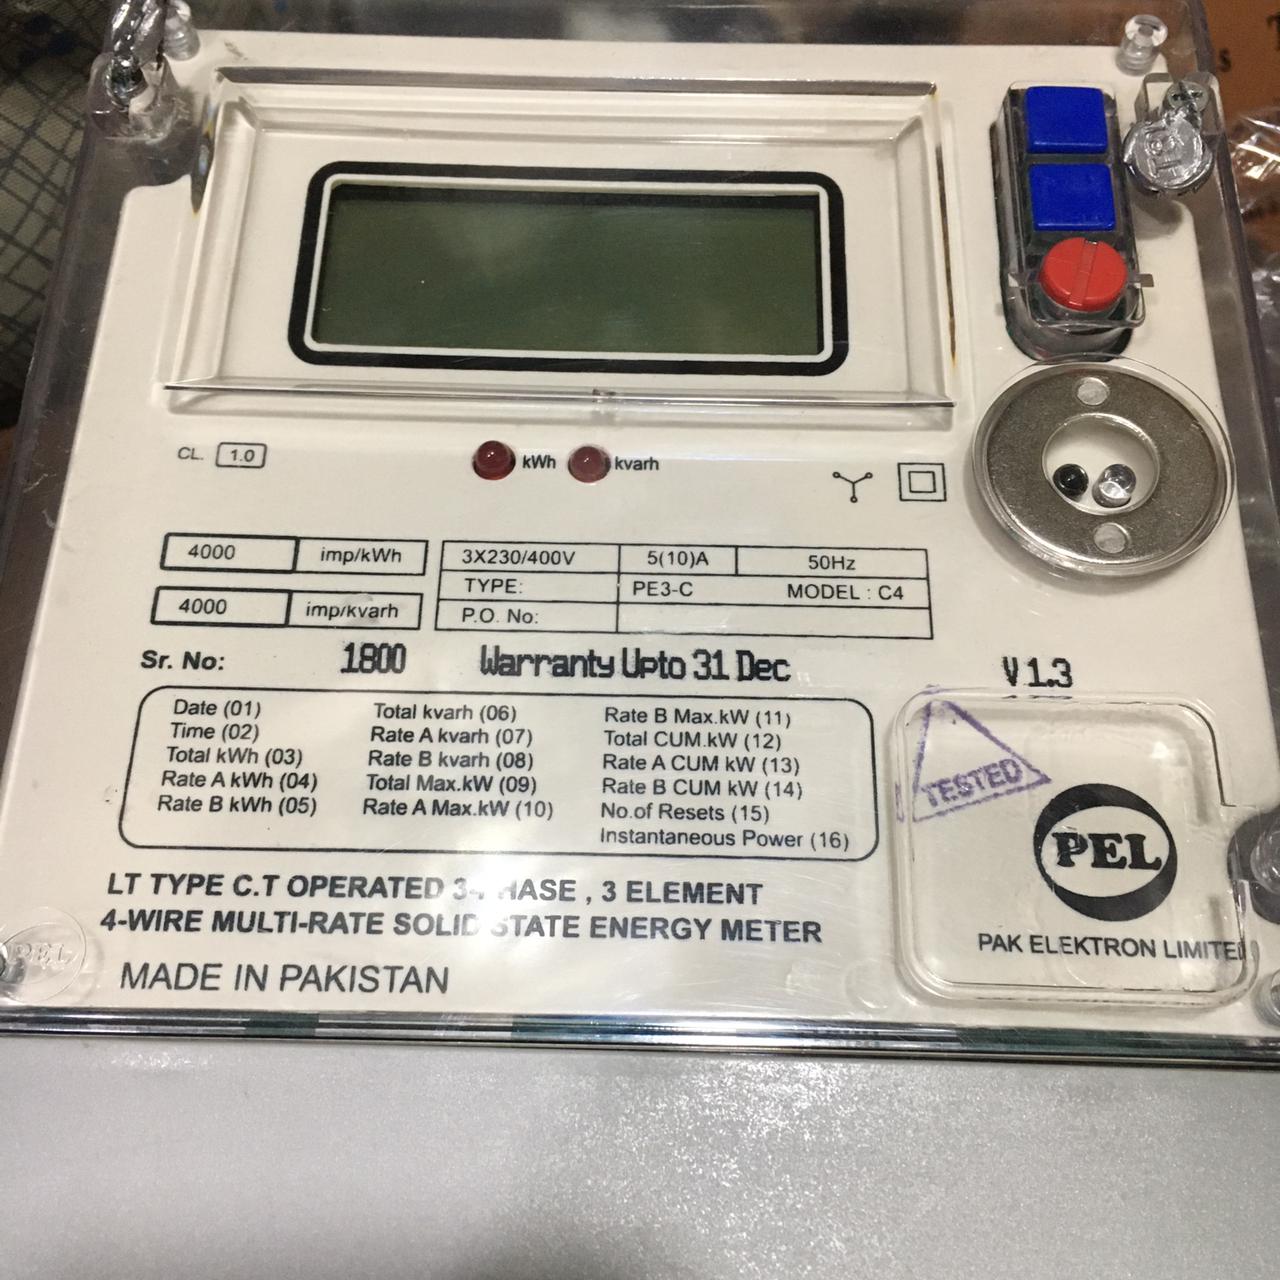 CL. 1.0
kWh kvarh
4000 imp/kWh
4000 imp/kvarh
3X230/400V 5(10)A 50Hz
TYPE: PE3-C MODEL : C4
P.O. No:
Sr. No: 1800 Warranty Upto 31 Dec V 1.3
Date (01)
Time (02)
Total kWh (03)
Rate A kWh (04)
Rate B kWh (05)
Total kvarh (06)
Rate A kvarh (07)
Rate B kvarh (08)
Total Max.kW (09)
Rate A Max.kW (10)
Rate B Max.kW (11)
Total CUM.kW (12)
Rate A CUM kW (13)
Rate B CUM kW (14)
No.of Resets (15)
Instantaneous Power (16)
TESTED
PEL
PAK ELEKTRON LIMITED
LT TYPE C.T OPERATED 3-PHASE , 3 ELEMENT
4-WIRE MULTI-RATE SOLID STATE ENERGY METER
MADE IN PAKISTAN
PEL